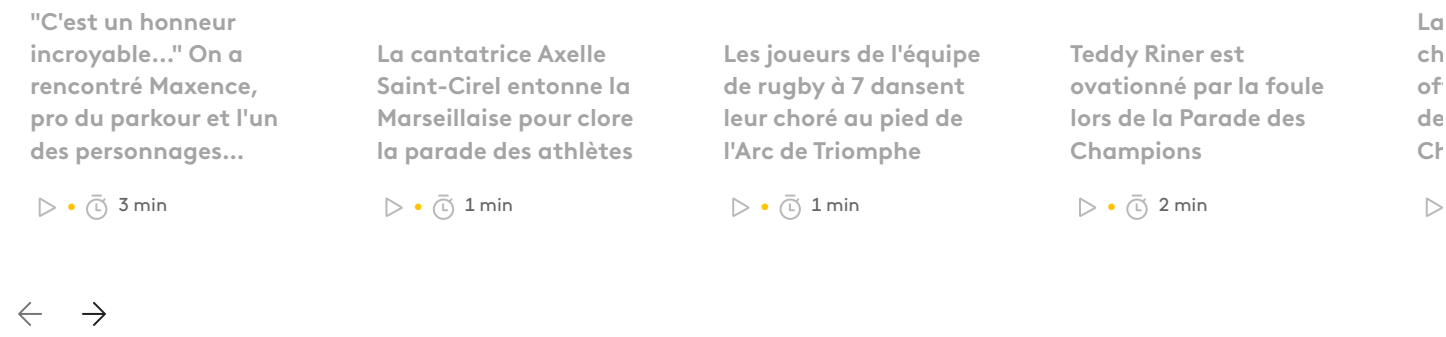 "C'est un honneur
incroyable..." On a
rencontré Maxence,
pro du parkour et l'un
des personnages...
3 min
La cantatrice Axelle
Saint-Cirel entonne la
Marseillaise pour clore
la parade des athlètes
1 min
Les joueurs de l'équipe
de rugby à 7 dansent
leur choré au pied de
l'Arc de Triomphe
1 min
Teddy Riner est
ovationné par la foule
lors de la Parade des
Champions
2 min
La